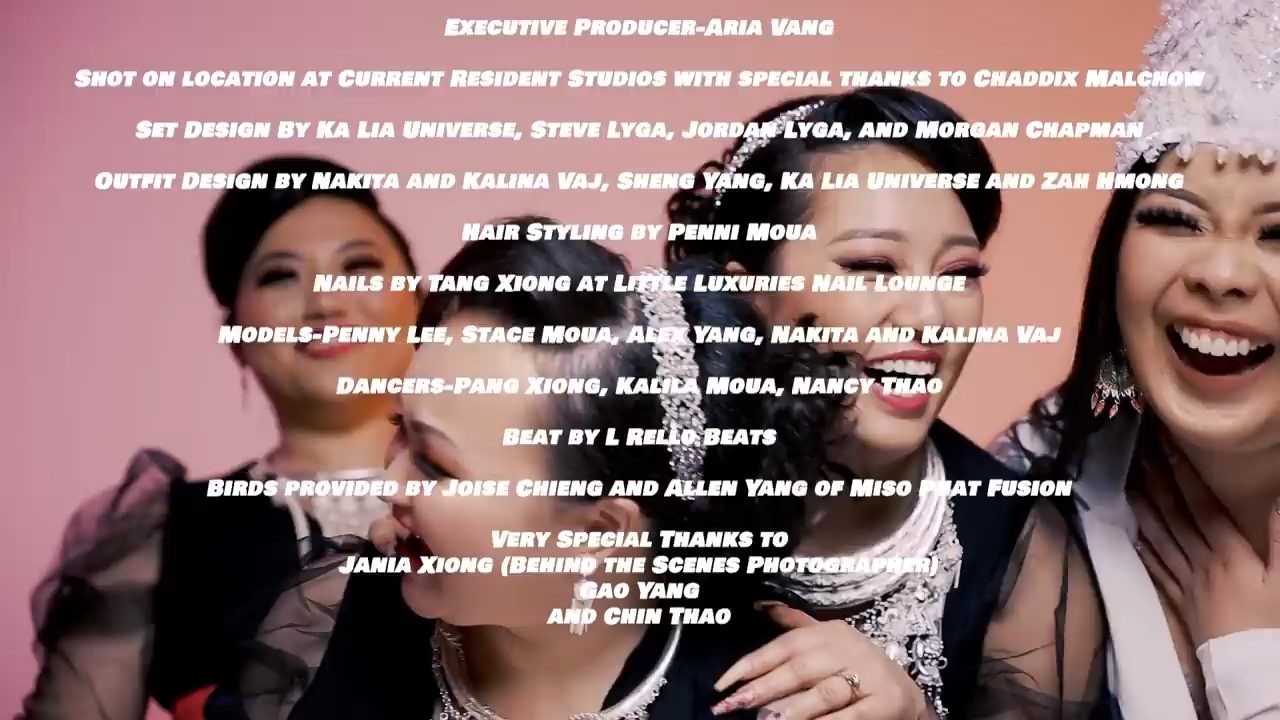 Executive Producer-Aria Vang
Shot on location at Current Resident Studios with special thanks to Chaddix Malchow
Set Design By Ka Lia Universe, Steve Lyga, Jordan Lyga, and Morgan Chapman
Outfit Design by Nakita and Kalina Vaj, Sheng Yang, Ka Lia Universe and Zah Hmong
Hair Styling by Penni Moua
Nails by Tang Xiong at Little Luxuries Nail Lounge
Models-Penny Lee, Stace Moua, Alex Yang, Nakita and Kalina Vaj
Dancers-Pang Xiong, Kalila Moua, Nancy Thao
Beat by L Rello Beats
Birds provided by Joise Chieng and Allen Yang of Miso Phat Fusion
Very Special Thanks to
Jania Xiong (Behind the Scenes Photographer)
Gao Yang
and Chin Thao